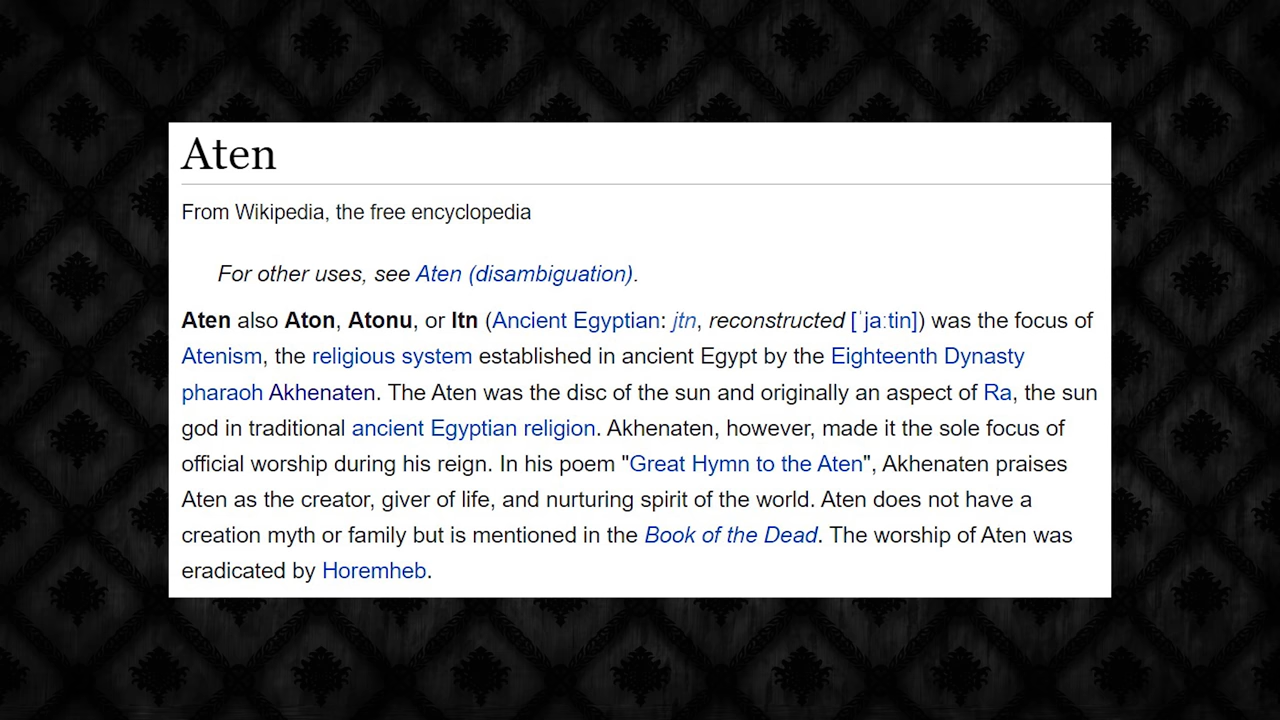 Aten
From Wikipedia, the free encyclopedia
For other uses, see Aten (disambiguation).
Aten also Aton, Atonu, or Itn (Ancient Egyptian: jtn, reconstructed [ˈjaːtin]) was the focus of
Atenism, the religious system established in ancient Egypt by the Eighteenth Dynasty
pharaoh Akhenaten. The Aten was the disc of the sun and originally an aspect of Ra, the sun
god in traditional ancient Egyptian religion. Akhenaten, however, made it the sole focus of
official worship during his reign. In his poem "Great Hymn to the Aten", Akhenaten praises
Aten as the creator, giver of life, and nurturing spirit of the world. Aten does not have a
creation myth or family but is mentioned in the Book of the Dead. The worship of Aten was
eradicated by Horemheb.